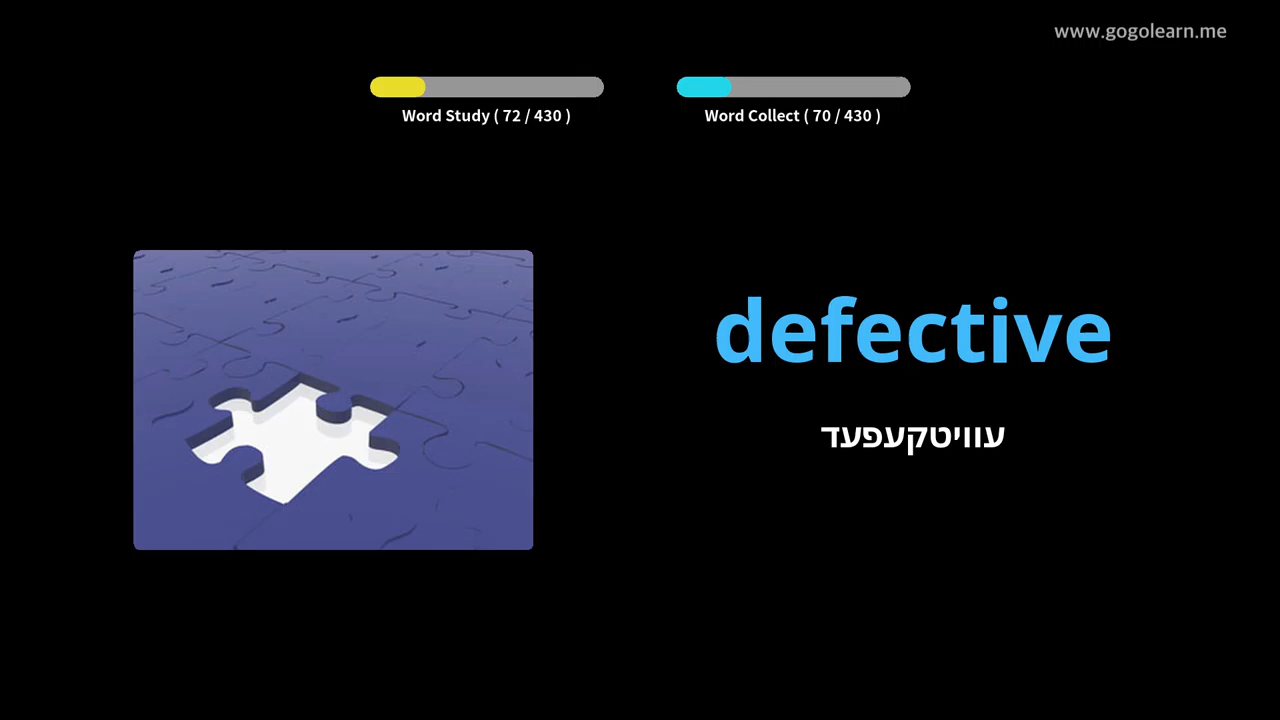 www.gogolearn.me
Word Study ( 72 / 430 )
Word Collect ( 70 / 430 )
defective
עוויטקעפעד